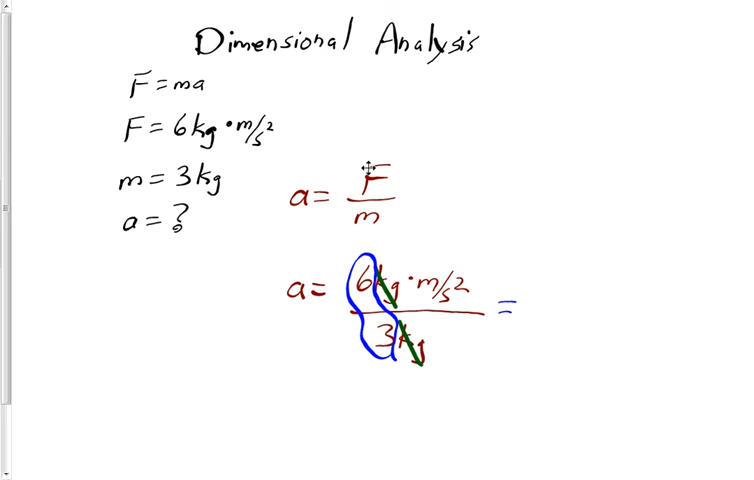 Dimensional Analysis
F = ma
F = 6 kg · m/s²
m = 3 kg
a = ?
a = F/m
a = 6 kg · m/s² / 3 kg =